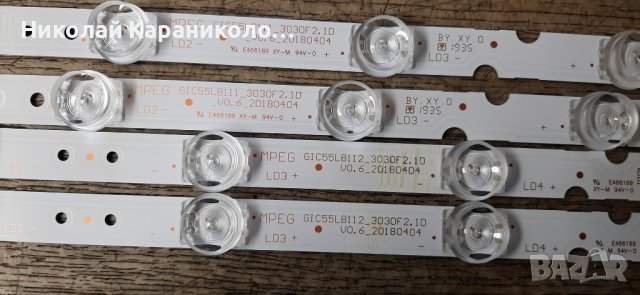 Николай Караниколо...
MPEG GIC55LB111_3030F2.1D
V0.6_20180404
LD2 -
E466169 XY-M 94V-0
LD3 -
BY.XY.0
1935
+
MPEG GIC55LB111_3030F2.1D
V0.6_20180404
LD2-
E466169 XY-M 94V-0
LD3 -
BY.XY.0
1935
+
MPEG GIC55LB112_3030F2.1D
V0.6_20180404
LD3 +
LD4 +
E466169
XY-M 94V-0
LD2
+
MPEG GIC55LB112_3030F2.1D
V0.6_20180404
LD3 +
LD4 +
E466169
XY-M 94V-0
bazar